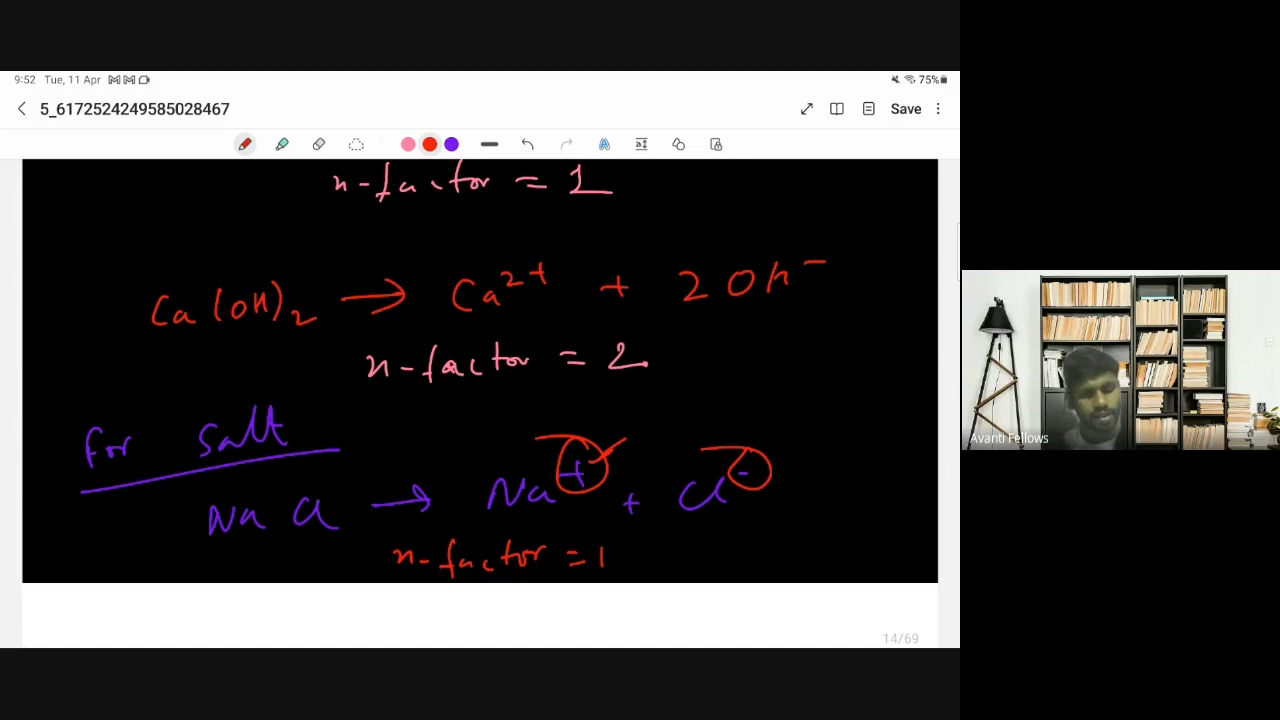 9:52 Tue, 11 Apr
75%
5_6172524249585028467
Save
n-factor = 1
Ca(OH)2 → Ca2+ + 2OH-
n-factor = 2
For Salt
NaCl → Na+ + Cl-
n-factor = 1
14/69
Avanti Fellows